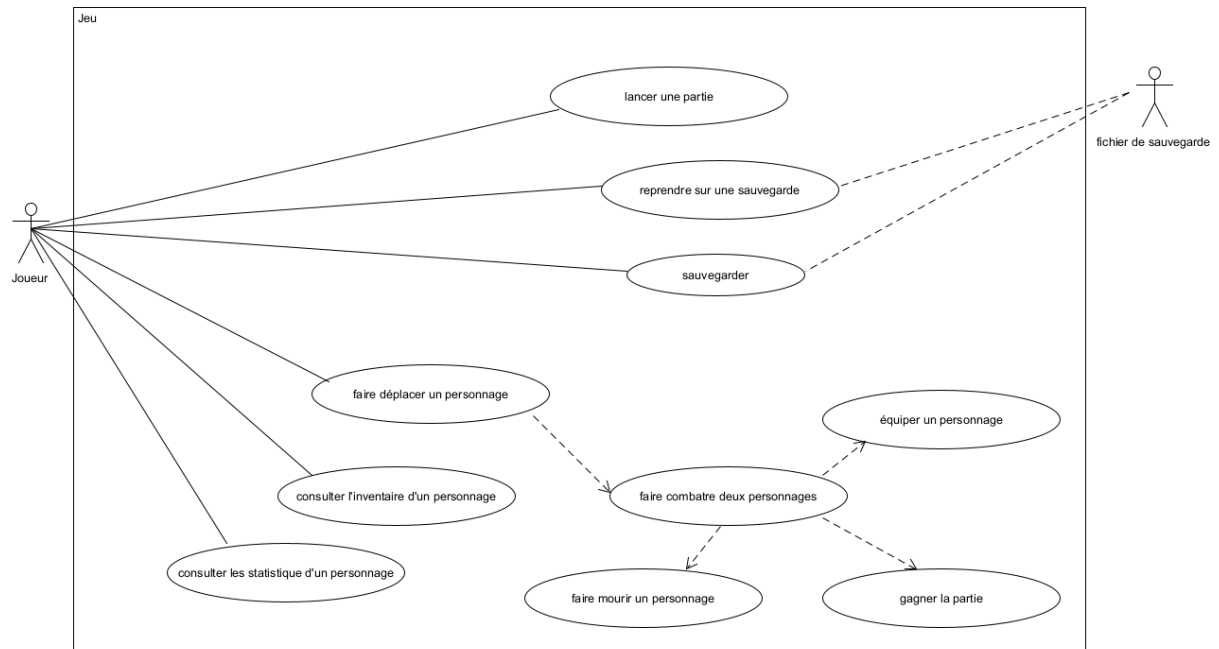 Jeu
lancer une partie
fichier de sauvegarde
reprendre sur une sauvegarde
Joueur
sauvegarder
faire déplacer un personnage
équiper un personnage
consulter l'inventaire d'un personnage
faire combatre deux personnages
consulter les statistique d'un personnage
faire mourir un personnage
gagner la partie